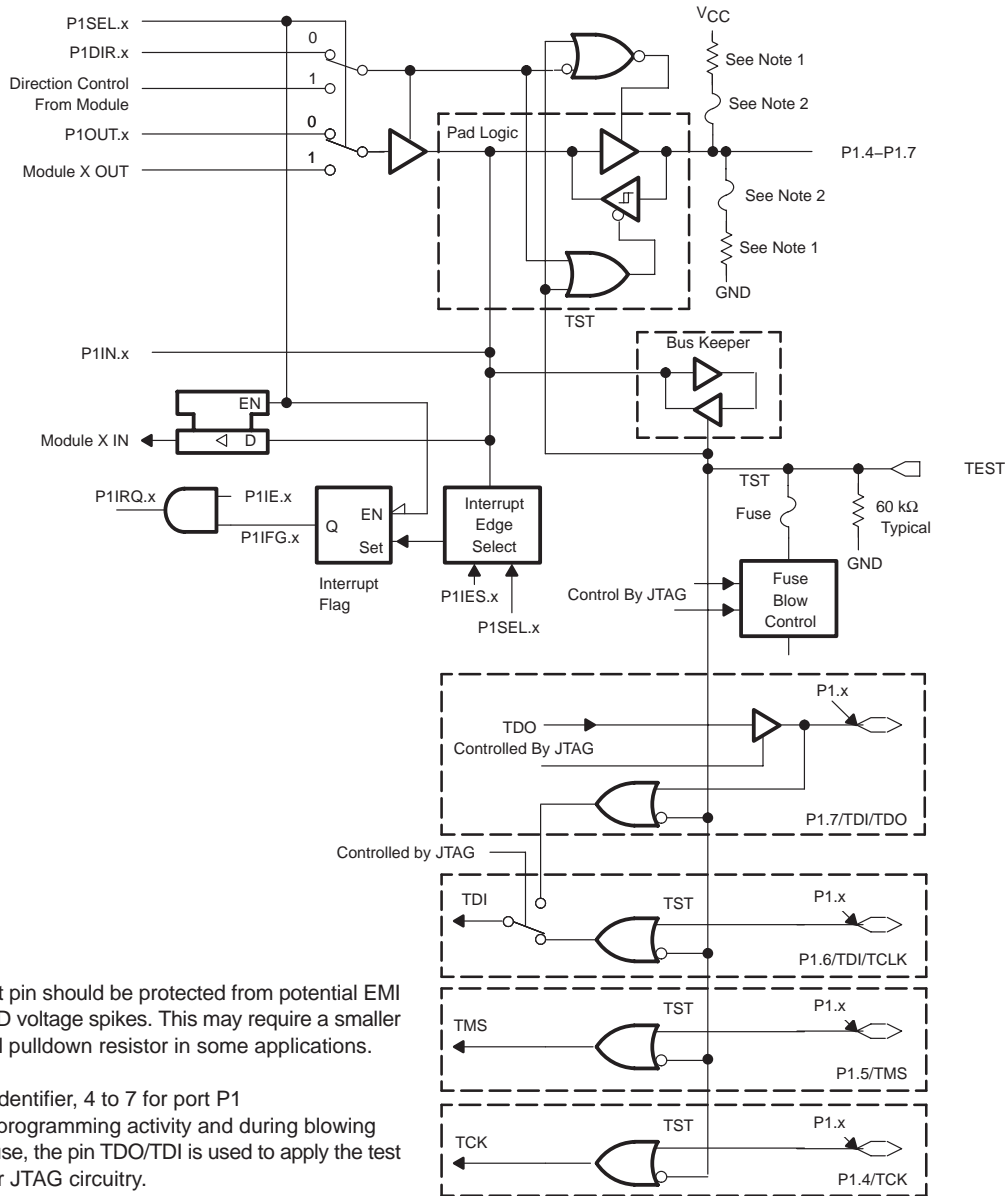 VCC
P1SEL.x
0
P1DIR.x
See Note 1
1
Direction Control
From Module
See Note 2
Pad Logic
P1OUT.x
0
P1.4–P1.7
1
Module X OUT
See Note 2
See Note 1
GND
TST
Bus Keeper
P1IN.x
EN
Module X IN
D
TEST
TST
P1IRQ.x
P1IE.x
Interrupt
Edge
Select
EN
Fuse
60 kΩ
Typical
Q
P1IFG.x
Set
GND
Interrupt
Flag
Fuse
Blow
Control
Control By JTAG
P1IES.x
P1SEL.x
P1.x
TDO
Controlled By JTAG
P1.7/TDI/TDO
Controlled by JTAG
TDI
TST
P1.x
P1.6/TDI/TCLK
t pin should be protected from potential EMI
D voltage spikes. This may require a smaller
l pulldown resistor in some applications.
TMS
TST
P1.x
P1.5/TMS
dentifier, 4 to 7 for port P1
programming activity and during blowing
use, the pin TDO/TDI is used to apply the test
r JTAG circuitry.
TCK
TST
P1.x
P1.4/TCK